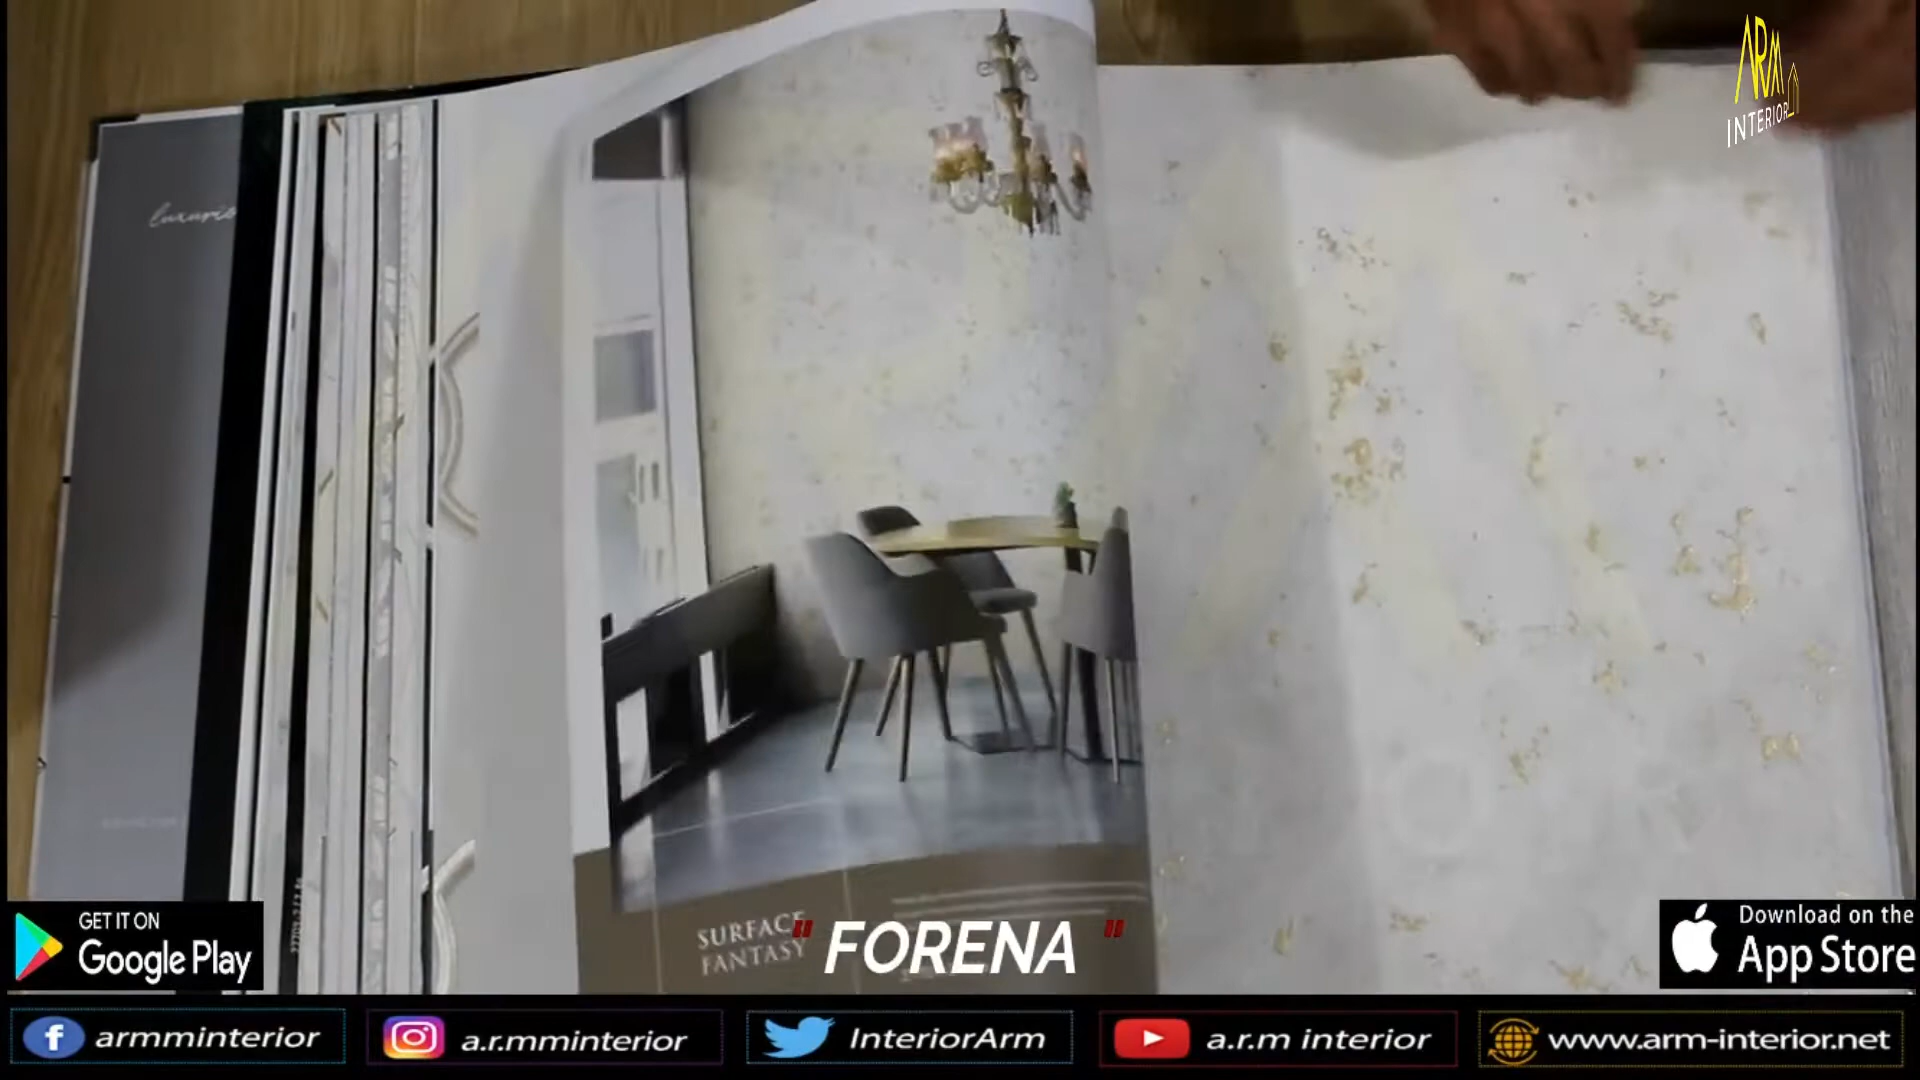 ARM
INTERIOR
luxurio
SURFACE
FANTASY
" FORENA "
GET IT ON
Google Play
Download on the
App Store
armminterior
a.r.mminterior
InteriorArm
a.r.m interior
www.arm-interior.net